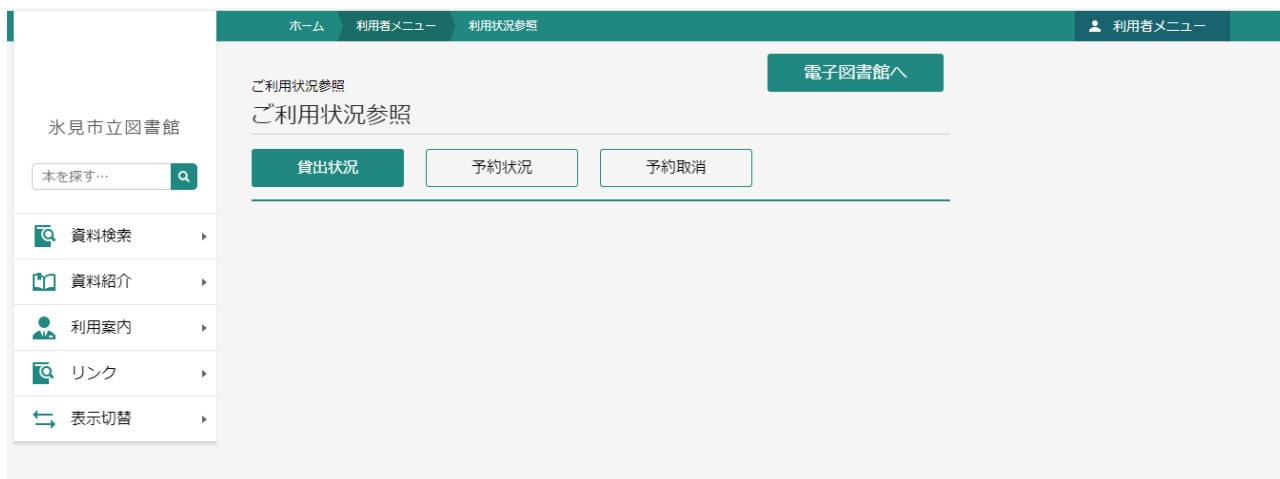 ホーム 利用者メニュー 利用状況参照 利用者メニュー
電子図書館へ
ご利用状況参照
ご利用状況参照
氷見市立図書館
本を探す…
貸出状況 予約状況 予約取消
資料検索
資料紹介
利用案内
リンク
表示切替